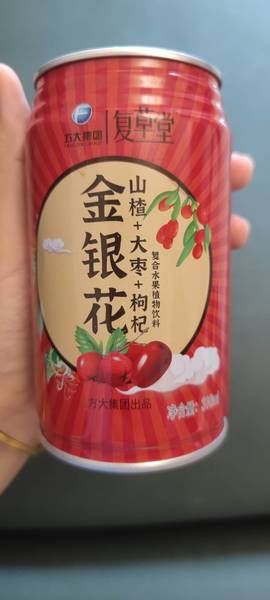 方大集团
复草堂
金银花
山楂+大枣+枸杞
复合水果植物饮料
方大集团出品
净含量: